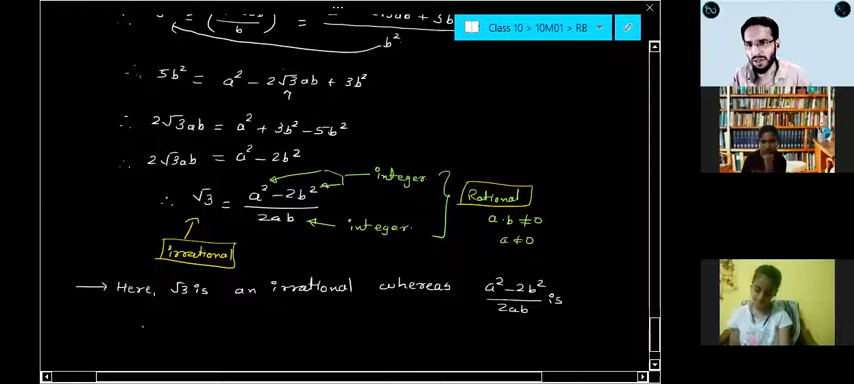 Class 10 > 10M01 > RB
b²
∴ 5b² = a² - 2√3ab + 3b²
∴ 2√3ab = a² + 3b² - 5b²
∴ 2√3ab = a² - 2b²
integer
∴ √3 = (a² - 2b²)/2ab
integer.
Rational
a·b ≠ 0
a ≠ 0
irrational
→ Here, √3 is an irrational whereas (a² - 2b²)/2ab is